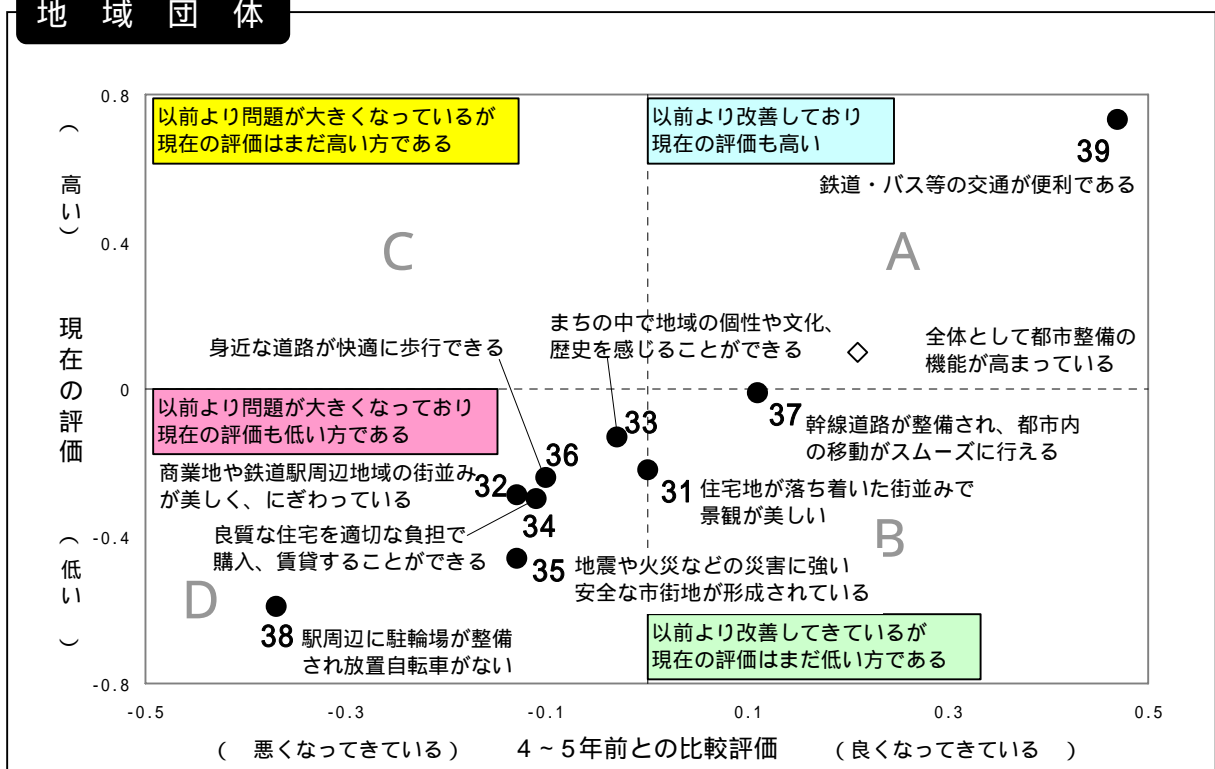 地域団体
0.8
0.4
0
-0.4
-0.8
(高い)
現在の評価
(低い)
以前より問題が大きくなっているが
現在の評価はまだ高い方である
以前より改善しており
現在の評価も高い
39
鉄道・バス等の交通が便利である
C
A
まちの中で地域の個性や文化、
歴史を感じることができる
身近な道路が快適に歩行できる
全体として都市整備の
機能が高まっている
以前より問題が大きくなっており
現在の評価も低い方である
33
37
幹線道路が整備され、都市内
の移動がスムーズに行える
36
商業地や鉄道駅周辺地域の街並み
が美しく、にぎわっている
32
31
住宅地が落ち着いた街並みで
景観が美しい
34
良質な住宅を適切な負担で
購入、賃貸することができる
B
35
地震や火災などの災害に強い
安全な市街地が形成されている
D
38
駅周辺に駐輪場が整備
され放置自転車がない
以前より改善してきているが
現在の評価はまだ低い方である
-0.5 -0.3 -0.1 0.1 0.3 0.5
( 悪くなってきている) 4~5年前との比較評価 (良くなってきている )